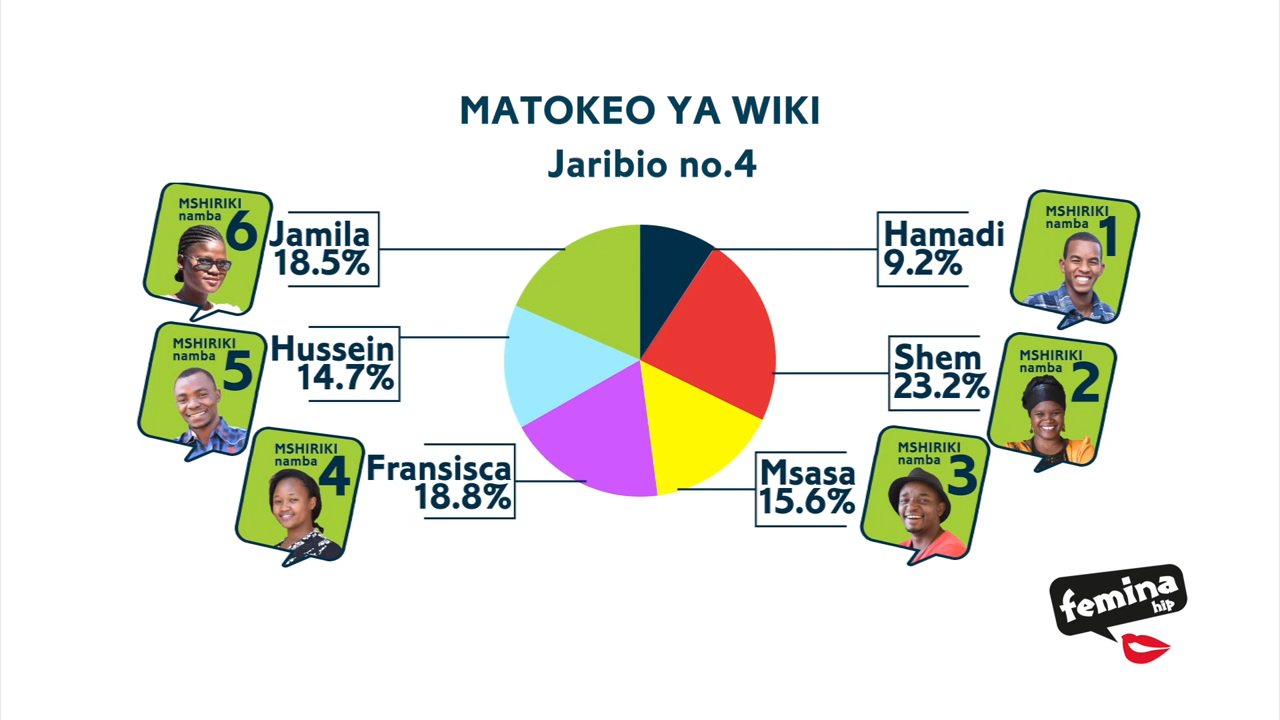 MATOKEO YA WIKI
Jaribio no.4
MSHIRIKI
namba 6
Jamila
18.5%
MSHIRIKI
namba 1
Hamadi
9.2%
MSHIRIKI
namba 5
Hussein
14.7%
MSHIRIKI
namba 2
Shem
23.2%
MSHIRIKI
namba 4
Fransisca
18.8%
MSHIRIKI
namba 3
Msasa
15.6%
femina
hip